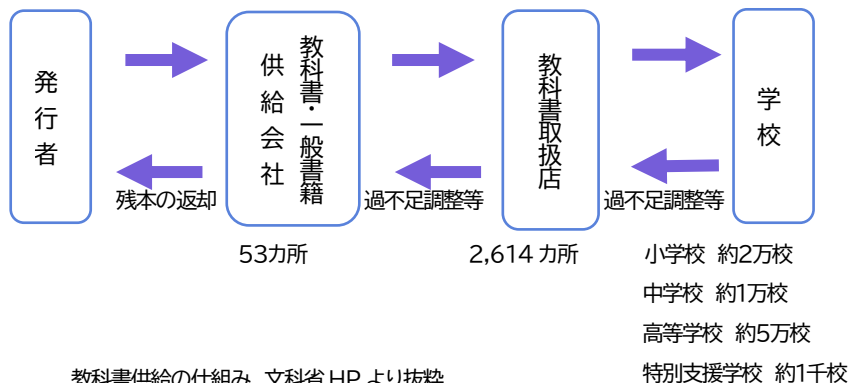 発行者
教科書・一般書籍
供給会社
教科書取扱店
学校
残本の返却
過不足調整等
過不足調整等
53カ所
2,614 カ所
小学校 約2万校
中学校 約1万校
高等学校 約5万校
特別支援学校 約1千校
教科書供給の仕組み 文科省 HP より抜粋